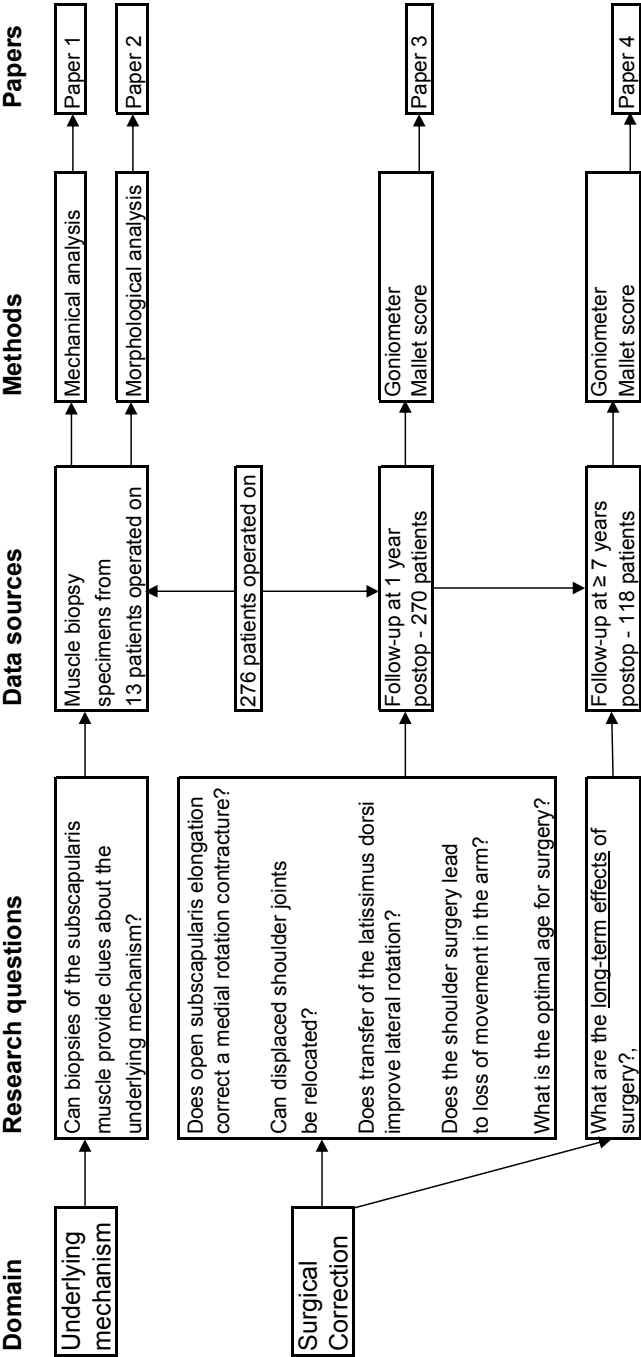 Domain
Research questions
Data sources
Methods
Papers
Underlying
mechanism
Can biopsies of the subscapularis
muscle provide clues about the
underlying mechanism?
Muscle biopsy
specimens from
13 patients operated on
Mechanical analysis
Paper 1
Morphological analysis
Paper 2
276 patients operated on
Surgical
Correction
Does open subscapularis elongation
correct a medial rotation contracture?
Can displaced shoulder joints
be relocated?
Does transfer of the latissimus dorsi
improve lateral rotation?
Does the shoulder surgery lead
to loss of movement in the arm?
What is the optimal age for surgery?
Follow-up at 1 year
postop - 270 patients
Goniometer
Mallet score
Paper 3
What are the long-term effects of
surgery?,
Follow-up at ≥ 7 years
postop - 118 patients
Goniometer
Mallet score
Paper 4